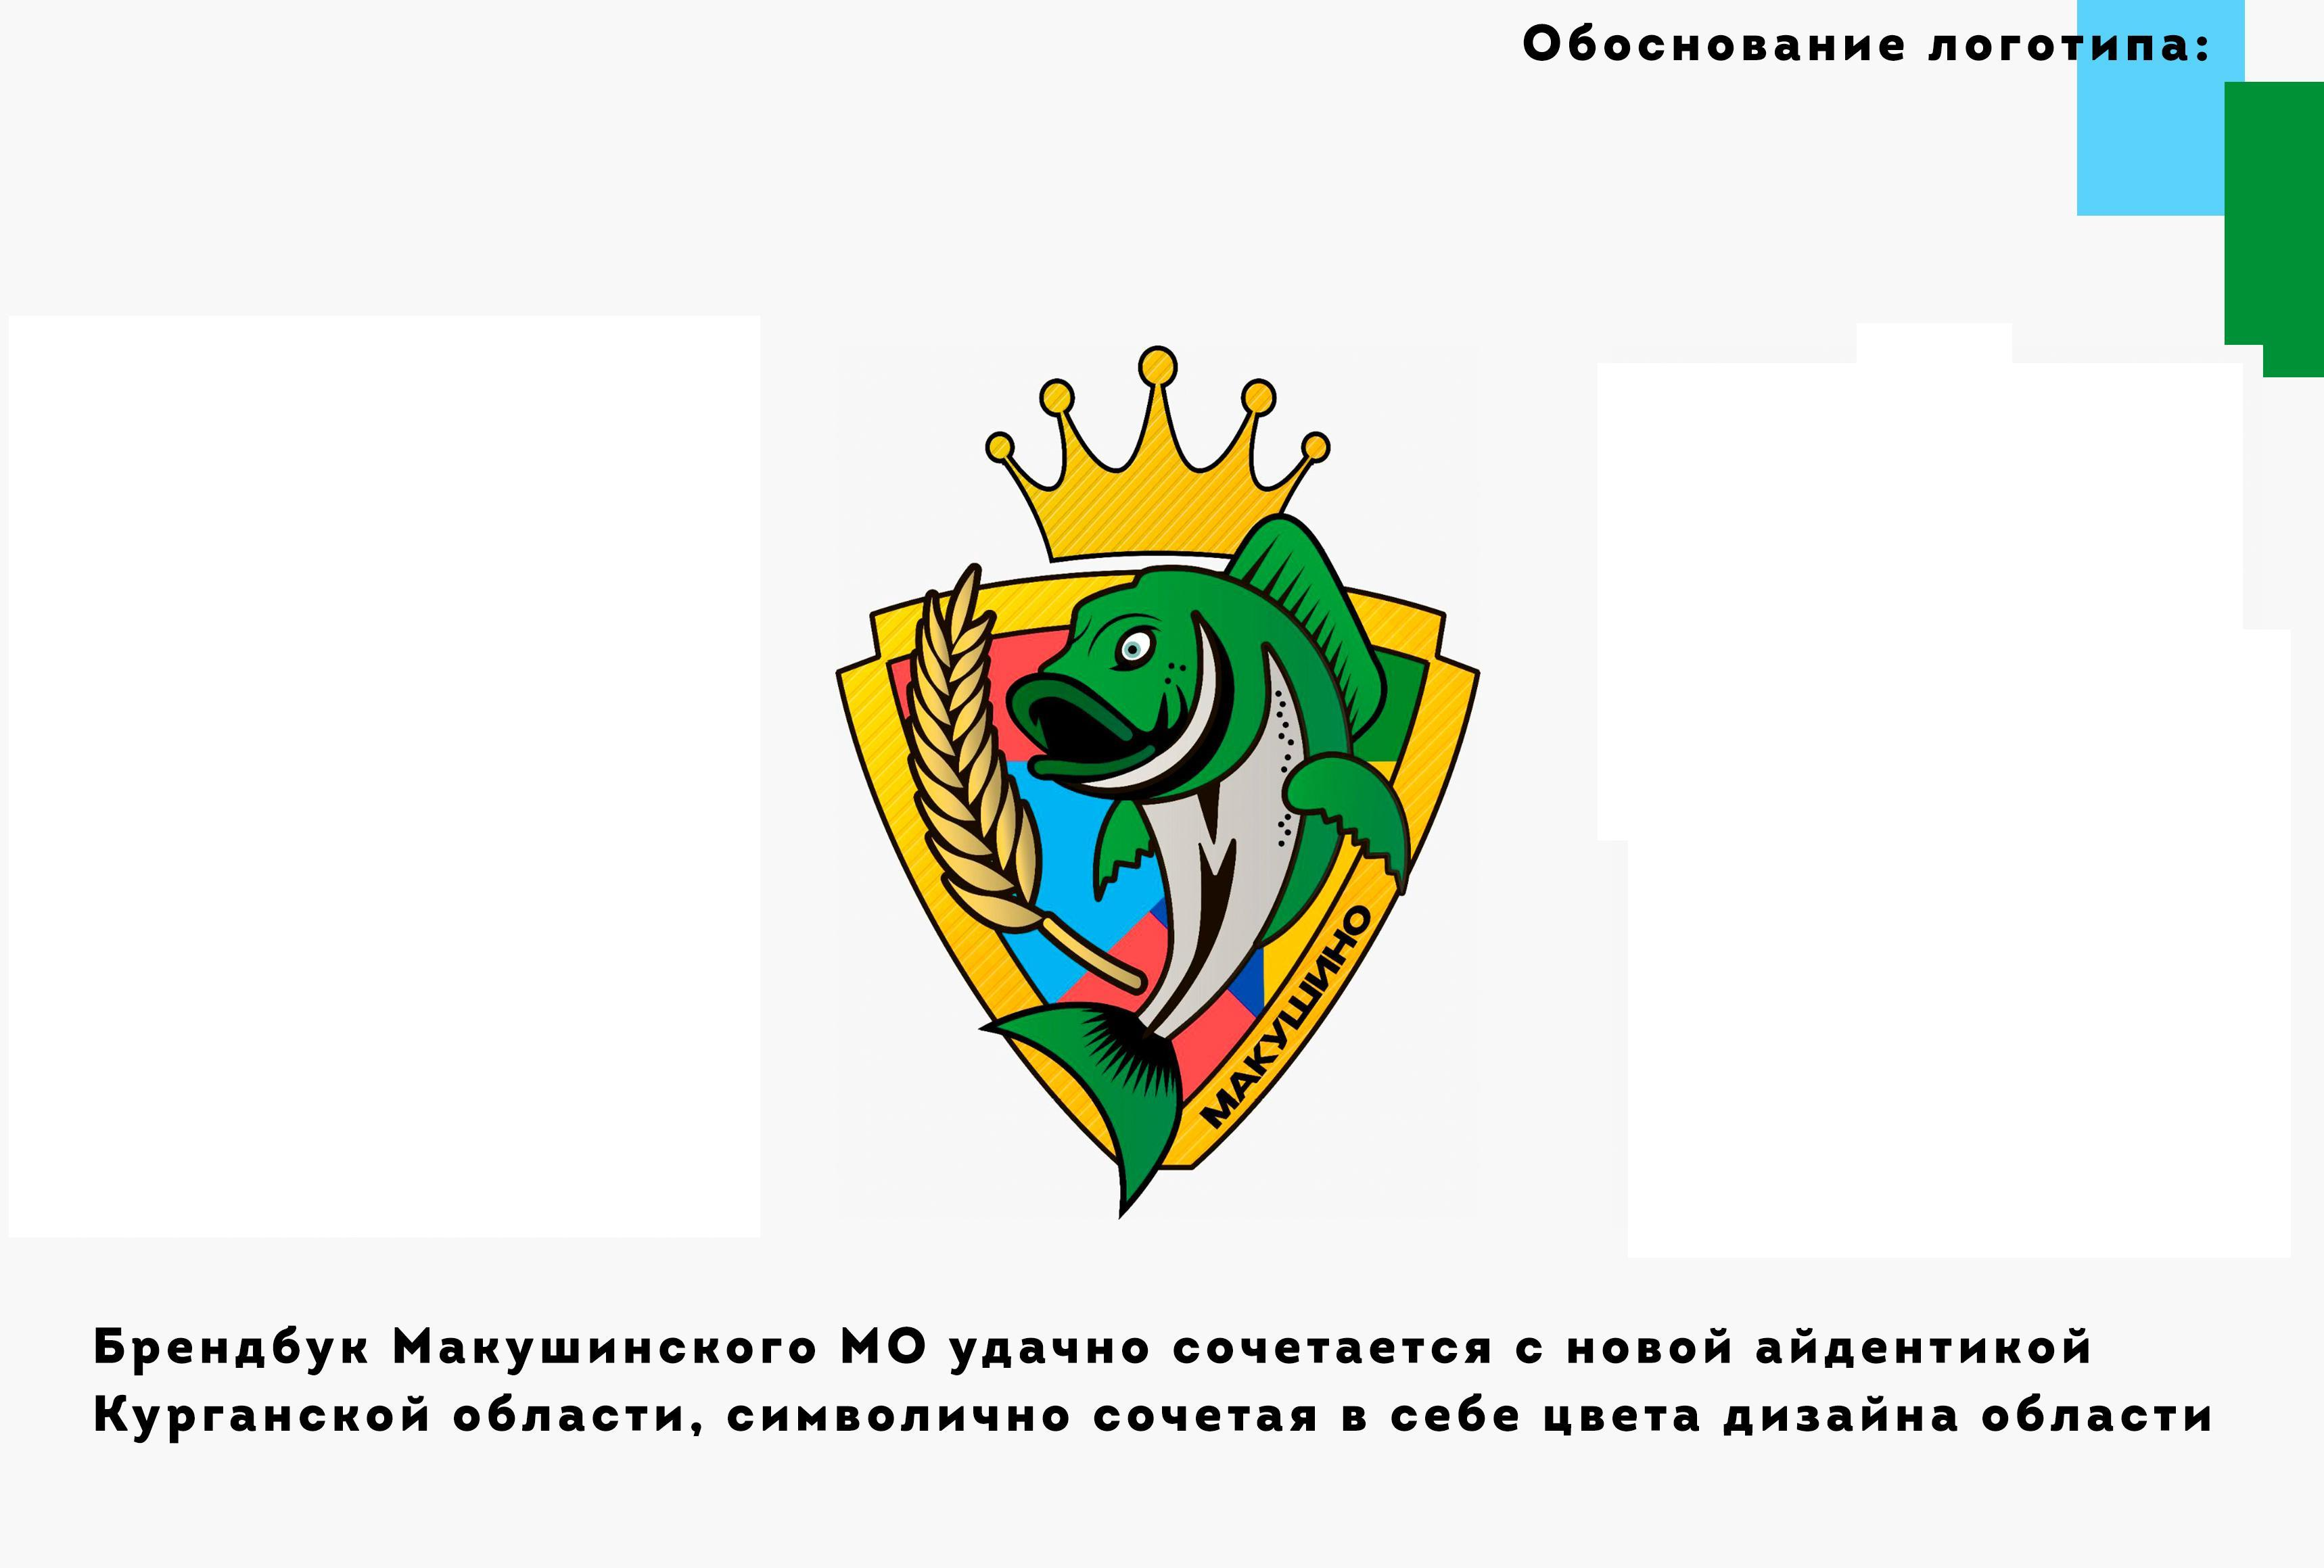 Обоснование логотипа:
МАКУШИНО
Брендбук Макушинского МО удачно сочетается с новой айдентикой
Курганской области, символично сочетая в себе цвета дизайна области